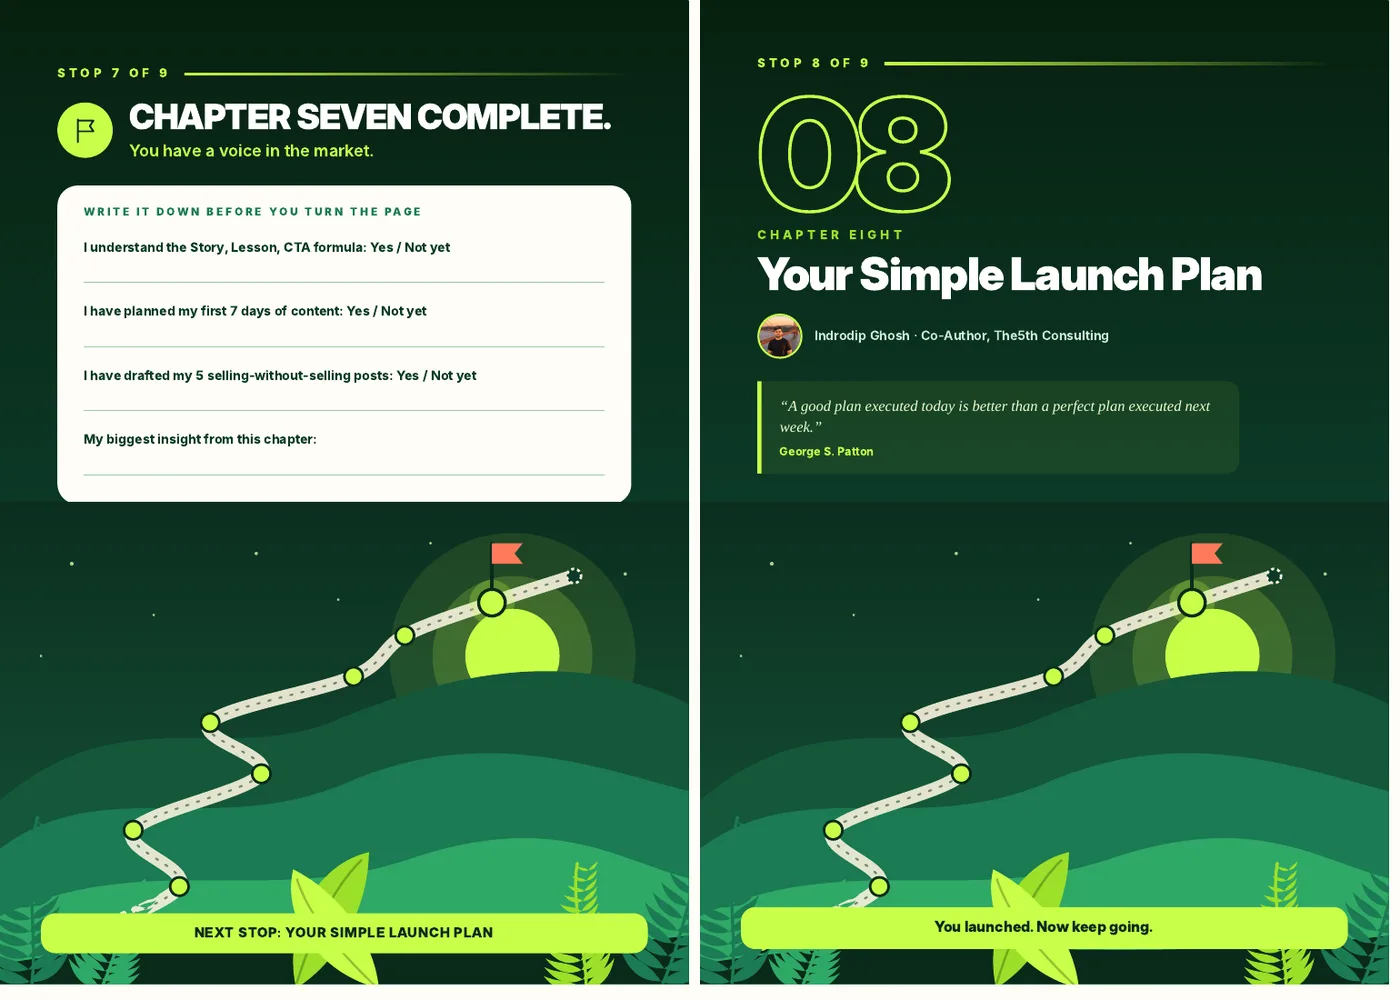 STOP 7 OF 9
CHAPTER SEVEN COMPLETE.
You have a voice in the market.
WRITE IT DOWN BEFORE YOU TURN THE PAGE
I understand the Story, Lesson, CTA formula: Yes / Not yet
I have planned my first 7 days of content: Yes / Not yet
I have drafted my 5 selling-without-selling posts: Yes / Not yet
My biggest insight from this chapter:
NEXT STOP: YOUR SIMPLE LAUNCH PLAN
STOP 8 OF 9
08
CHAPTER EIGHT
Your Simple Launch Plan
Indrodip Ghosh · Co-Author, The5th Consulting
“A good plan executed today is better than a perfect plan executed next
week.”
George S. Patton
You launched. Now keep going.